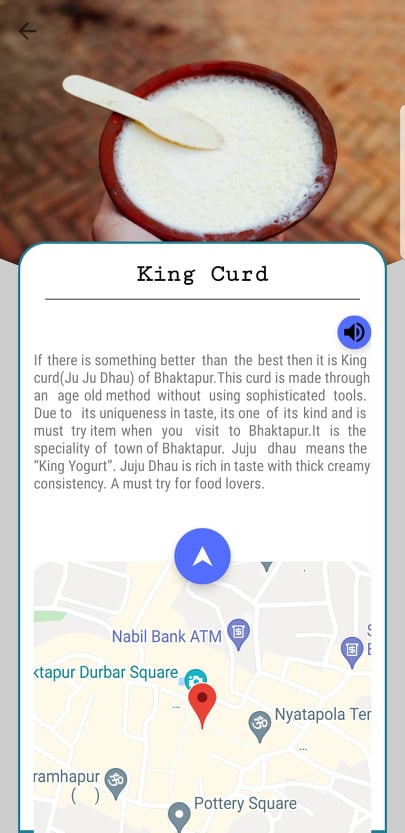 King Curd
If there is something better than the best then it is King
curd(Ju Ju Dhau) of Bhaktapur.This curd is made through
an age old method without using sophisticated tools.
Due to its uniqueness in taste, its one of its kind and is
must try item when you visit to Bhaktapur.It is the
speciality of town of Bhaktapur. Juju dhau means the
“King Yogurt”. Juju Dhau is rich in taste with thick creamy
consistency. A must try for food lovers.
Nabil Bank ATM
S
E
ktapur Durbar Square
...
Nyatapola Ter
...
ramhapur
( )
Pottery Square